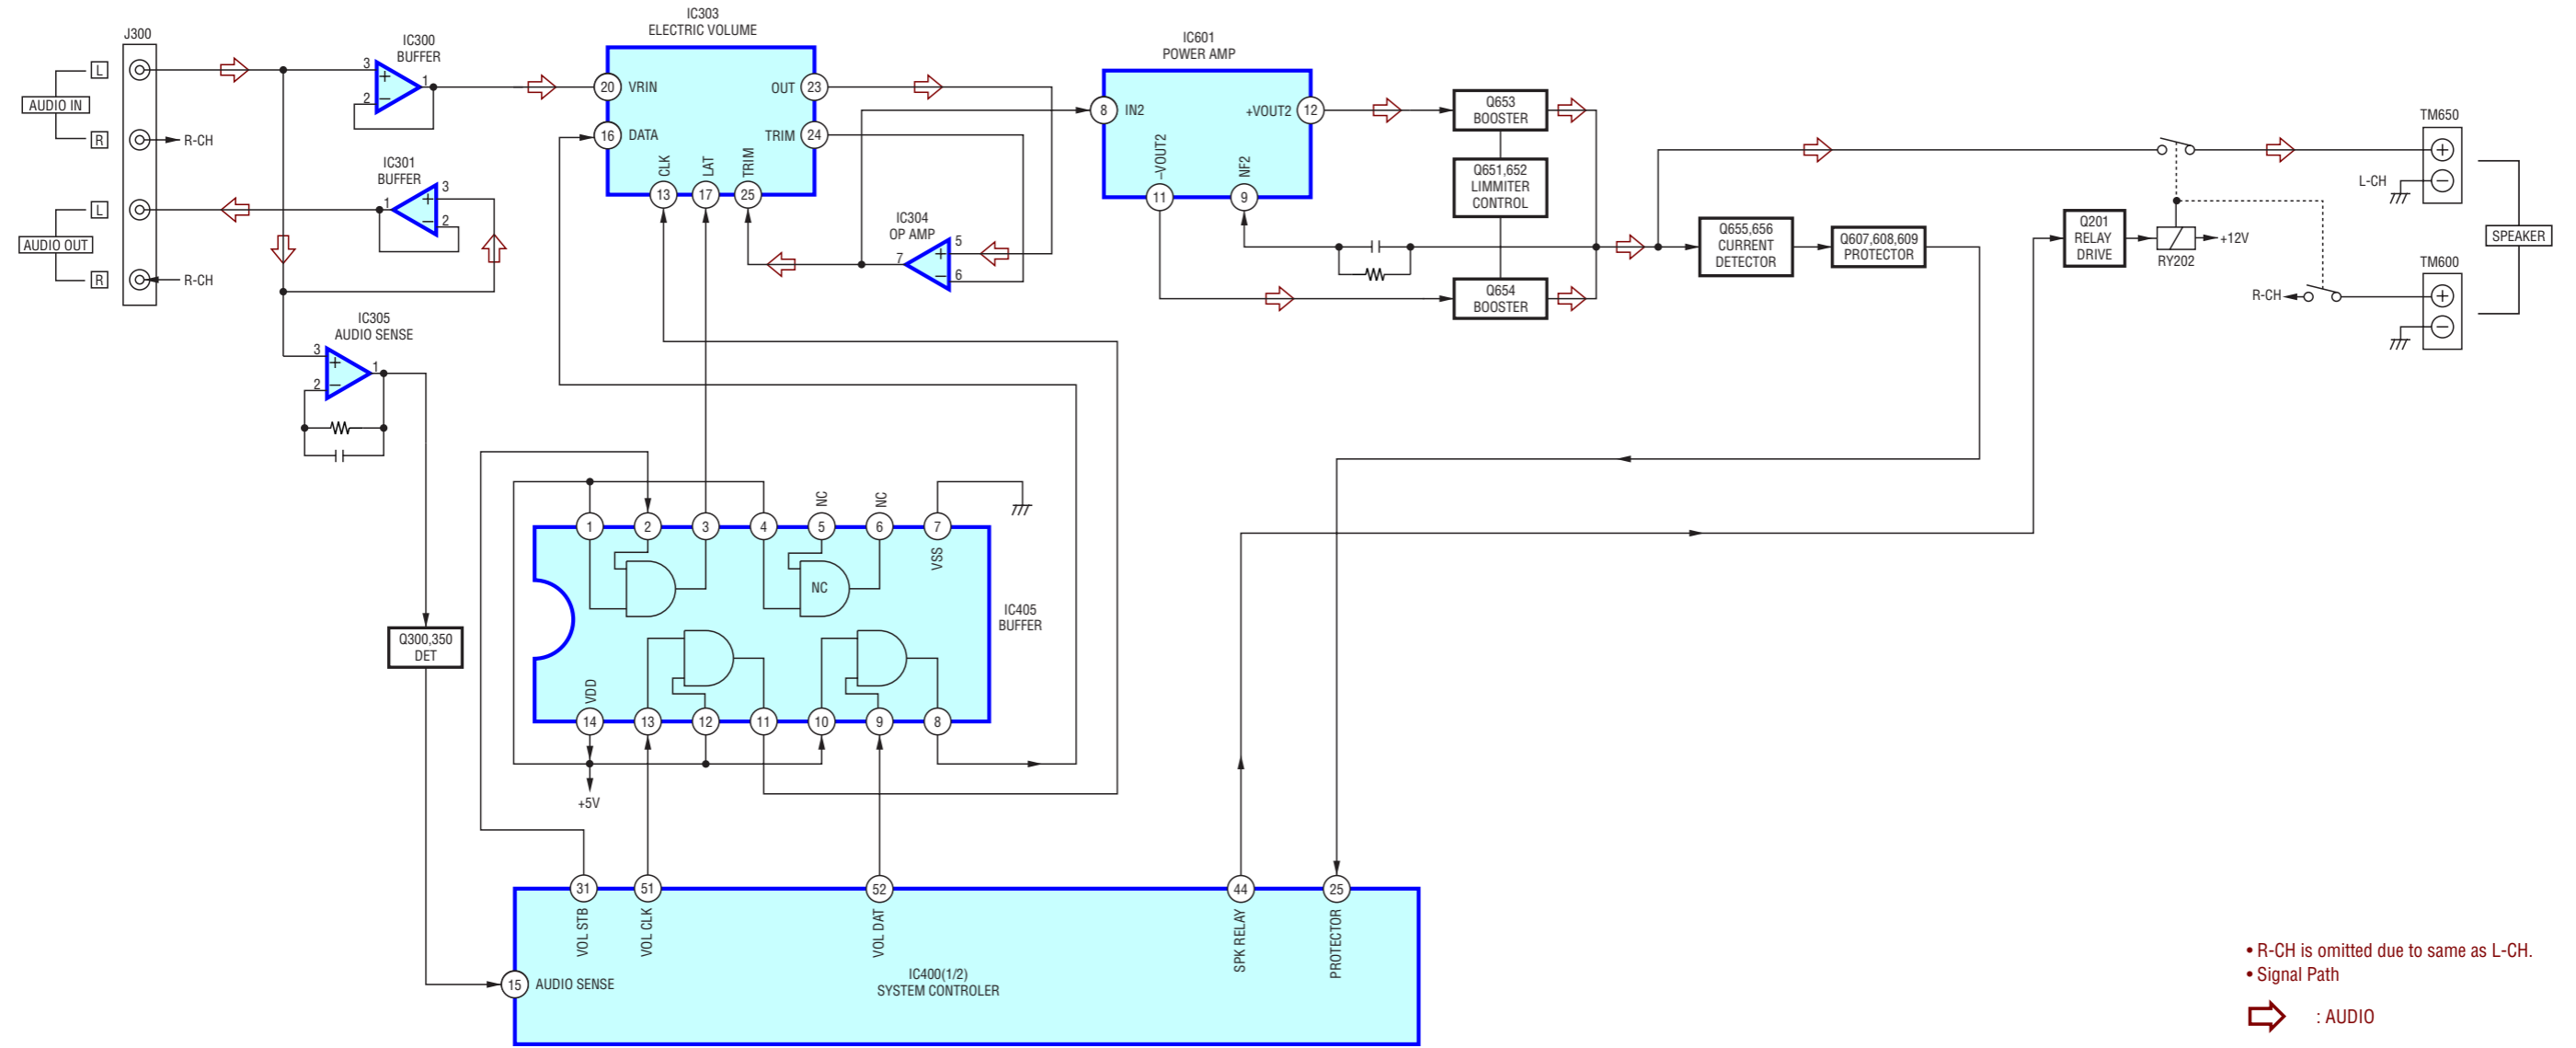 J300
L
AUDIO IN
R
R-CH
L
AUDIO OUT
R
R-CH
IC300
BUFFER
3
+
2
−
1
IC301
BUFFER
3
+
2
−
1
IC305
AUDIO SENSE
3
+
2
−
1
IC303
ELECTRIC VOLUME
20 VRIN
16 DATA
OUT 23
TRIM 24
CLK
LAT
TRIM
13
17
25
IC304
OP AMP
5
+
6
−
7
IC601
POWER AMP
8 IN2
+VOUT2 12
−VOUT2
NF2
11
9
Q653
BOOSTER
Q651,652
LIMMITER
CONTROL
Q654
BOOSTER
Q655,656
CURRENT
DETECTOR
Q607,608,609
PROTECTOR
Q201
RELAY
DRIVE
RY202
+12V
R-CH
TM650
+
−
L-CH
TM600
+
−
SPEAKER
NC
NC
1
2
3
4
5
6
7
VSS
NC
IC405
BUFFER
VDD
14
13
12
11
10
9
8
+5V
Q300,350
DET
31
51
52
44
25
VOL STB
VOL CLK
VOL DAT
SPK RELAY
PROTECTOR
15 AUDIO SENSE
IC400(1/2)
SYSTEM CONTROLER
• R-CH is omitted due to same as L-CH.
• Signal Path
: AUDIO